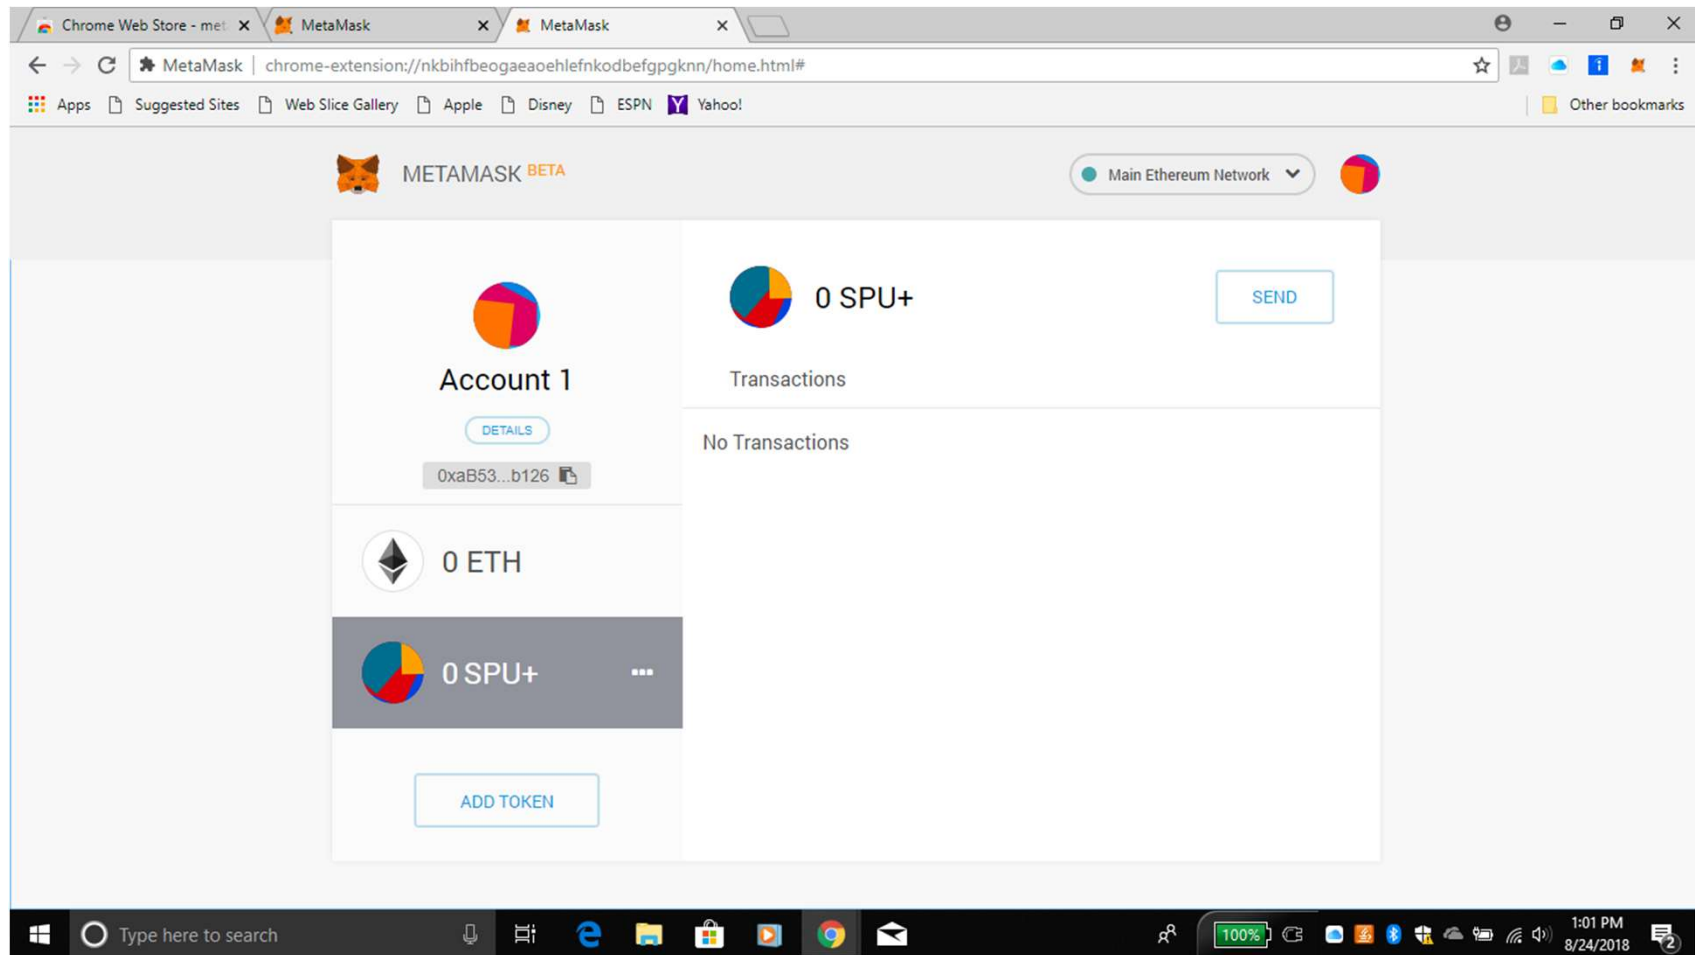 Chrome Web Store - met
MetaMask
MetaMask
MetaMask | chrome-extension://nkbihfbeogaeaoehlefnkodbefgpgknn/home.html#
Apps Suggested Sites Web Slice Gallery Apple Disney ESPN Yahoo! Other bookmarks
METAMASK BETA
Main Ethereum Network
Account 1
DETAILS
0xaB53...b126
0 ETH
0 SPU+
ADD TOKEN
0 SPU+
SEND
Transactions
No Transactions
Type here to search
100%
1:01 PM
8/24/2018
2